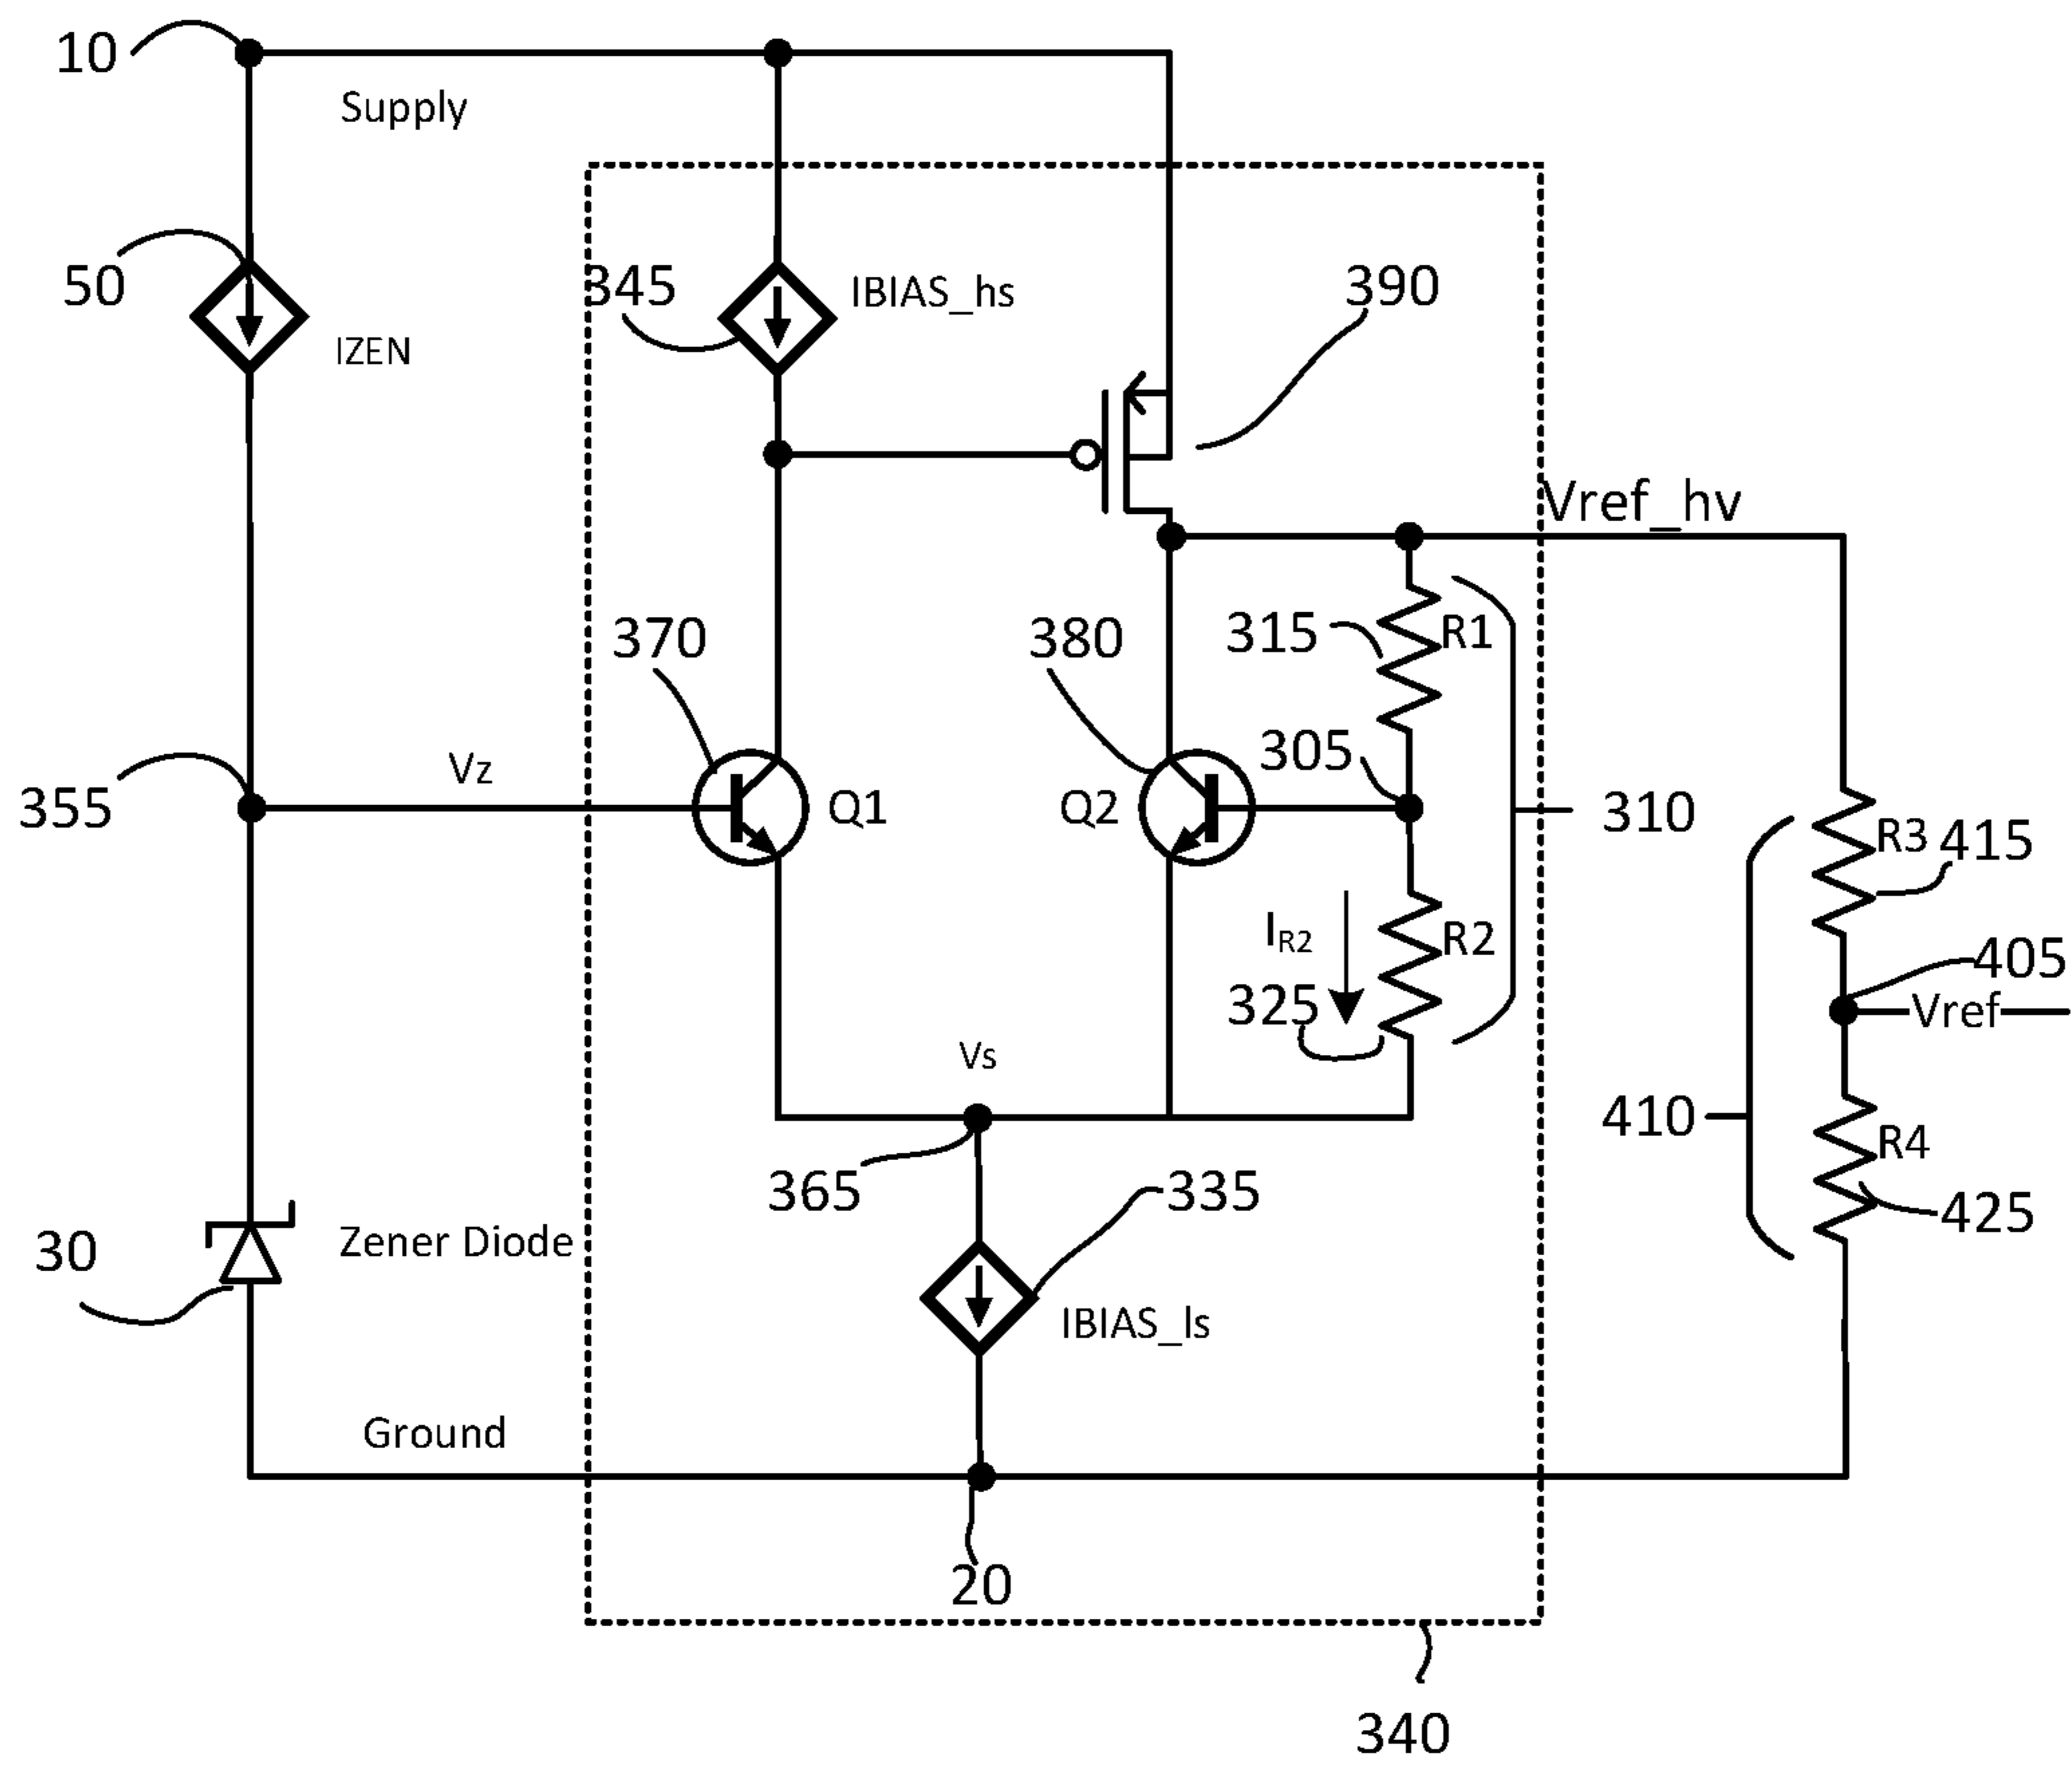 10
Supply
50
IZEN
345
IBIAS_hs
390
Vref_hv
370
380
315
R1
305
355
Vz
Q1
Q2
310
R3
415
IR2
R2
325
405
Vref
Vs
410
R4
365
335
425
30
Zener Diode
IBIAS_ls
Ground
20
340